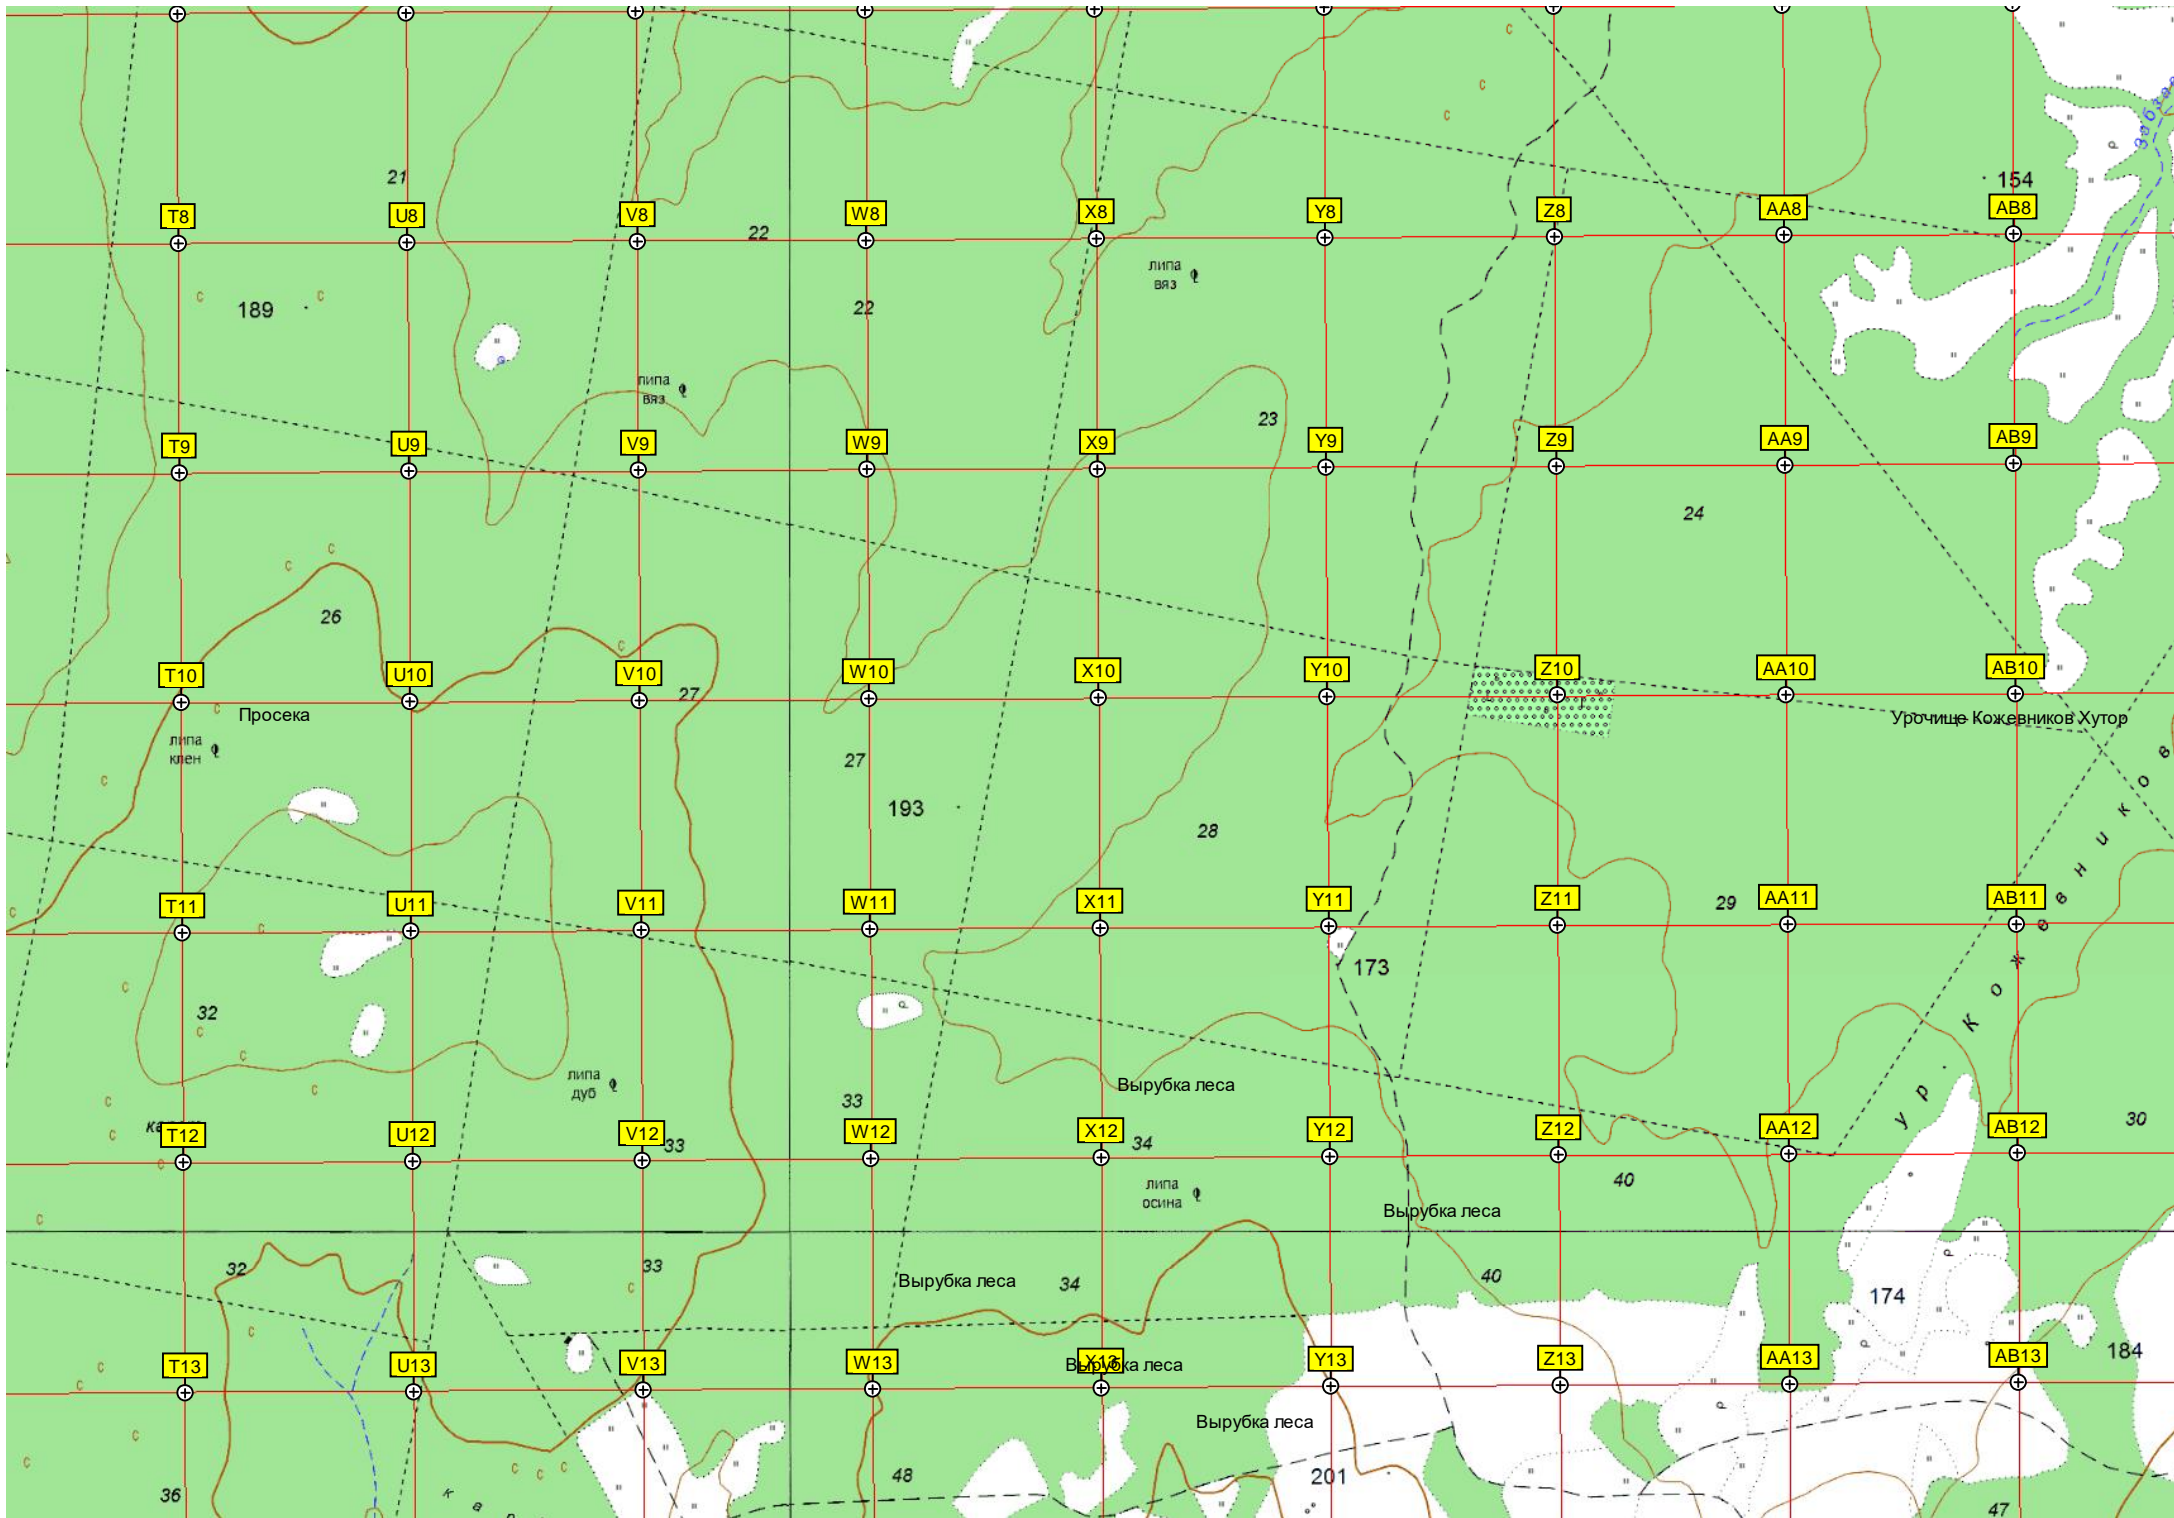 21
154
T8 U8 V8 W8 X8 Y8 Z8 AA8 AB8
22
липа
вяз
189
22
липа
вяз
23
T9 U9 V9 W9 X9 Y9 Z9 AA9 AB9
24
26
T10 U10 V10 W10 X10 Y10 Z10 AA10 AB10
27
Просека
Урочище Кожевников Хутор
липа
клен
27
193
28
T11 U11 V11 W11 X11 Y11 Z11 AA11 AB11
29
173
ур. Кожевников
32
липа
дуб
Вырубка леса
33
30
T12 U12 V12 W12 X12 Y12 Z12 AA12 AB12
33
34
липа
осина
40
Вырубка леса
32
33
Вырубка леса
34
40
174
184
T13 U13 V13 W13 X13 Y13 Z13 AA13 AB13
Вырубка леса
Вырубка леса
36
48
201
47